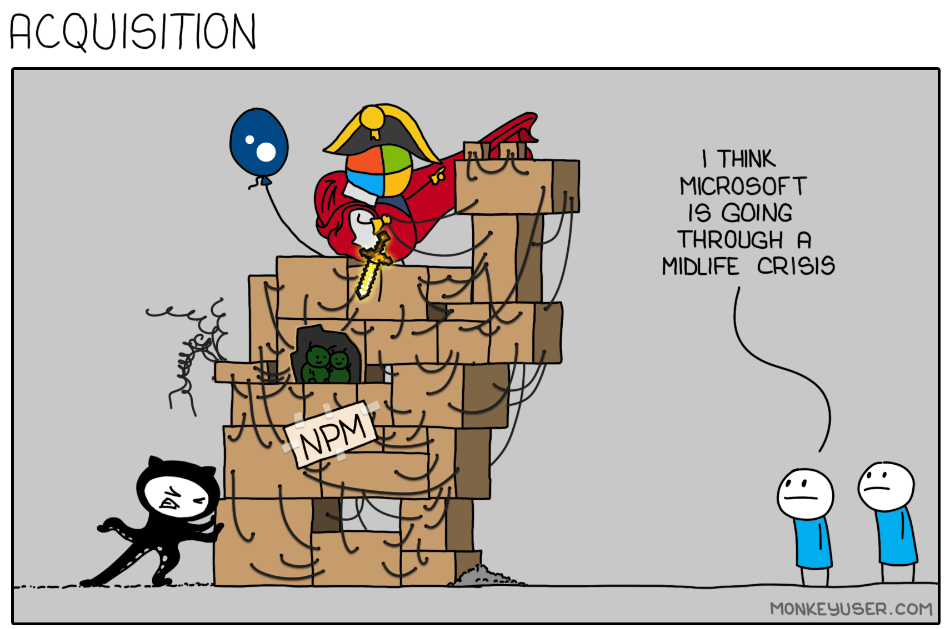 ACQUISITION
I THINK
MICROSOFT
IS GOING
THROUGH A
MIDLIFE CRISIS
NPM
MONKEYUSER.COM